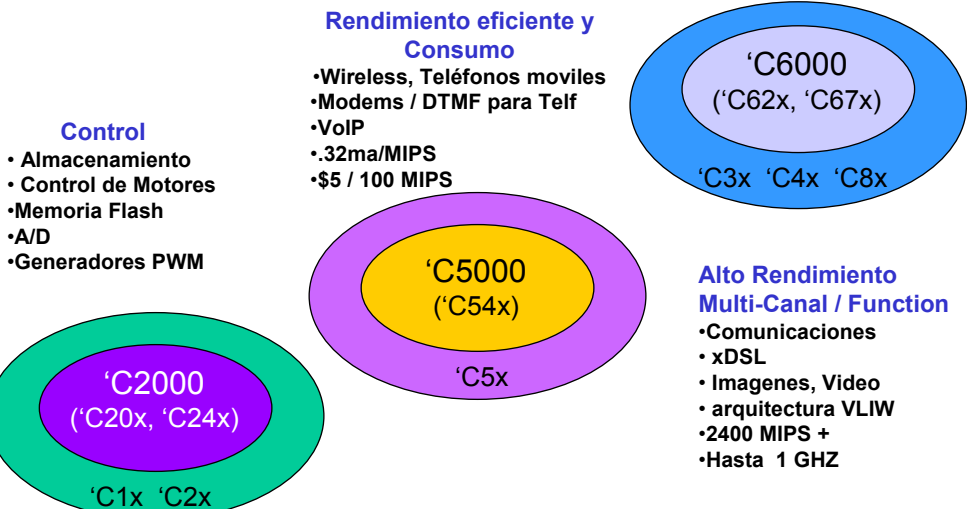 Rendimiento eficiente y
Consumo
•Wireless, Teléfonos moviles
•Modems / DTMF para Telf
•VoIP
•.32ma/MIPS
•$5 / 100 MIPS
Control
• Almacenamiento
• Control de Motores
•Memoria Flash
•A/D
•Generadores PWM
‘C6000
(‘C62x, ‘C67x)
‘C3x ‘C4x ‘C8x
‘C5000
(‘C54x)
‘C5x
Alto Rendimiento
Multi-Canal / Function
•Comunicaciones
• xDSL
• Imagenes, Video
• arquitectura VLIW
•2400 MIPS +
•Hasta 1 GHZ
‘C2000
(‘C20x, ‘C24x)
‘C1x ‘C2x